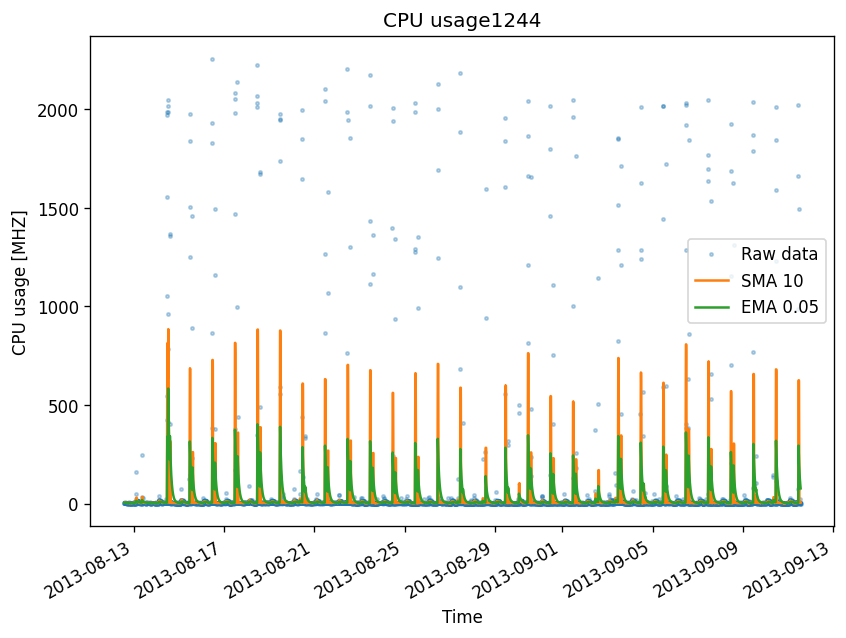 CPU usage1244
CPU usage [MHZ]
2000
1500
1000
500
0
Raw data
SMA 10
EMA 0.05
2013-08-13
2013-08-17
2013-08-21
2013-08-25
2013-08-29
2013-09-01
2013-09-05
2013-09-09
2013-09-13
Time